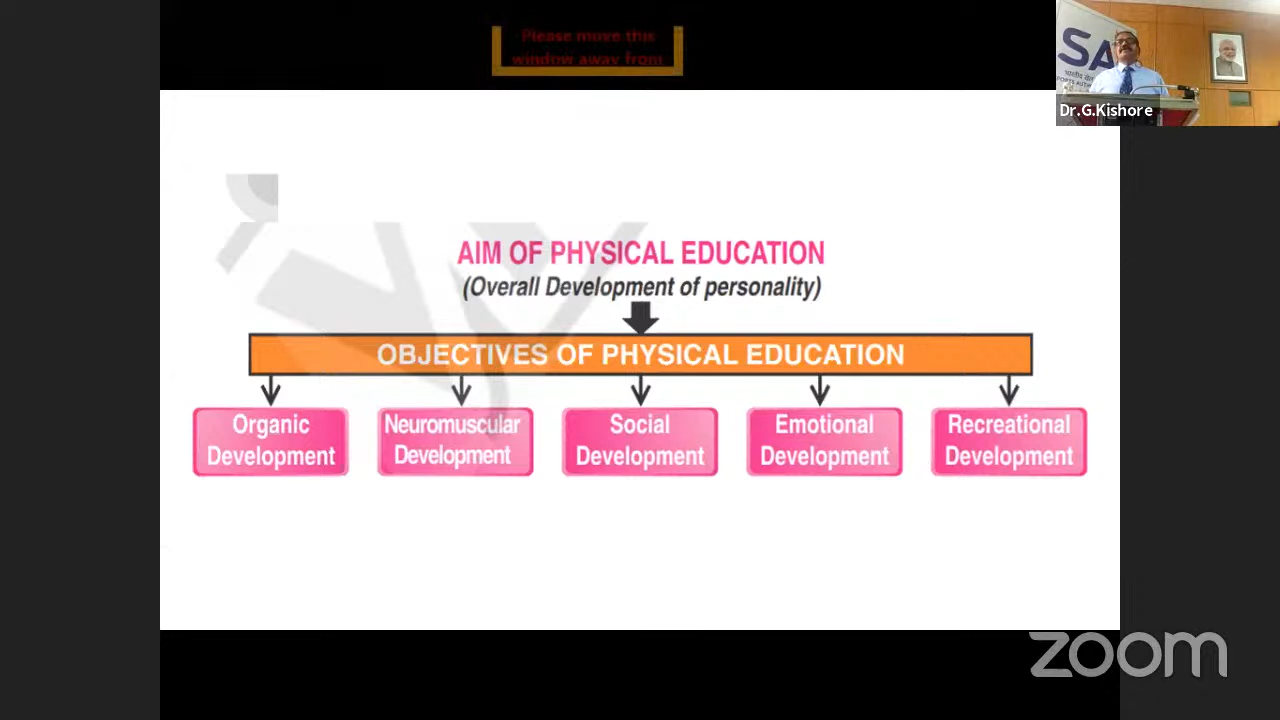 Please move this
window away from
SA
Dr.G.Kishore
AIM OF PHYSICAL EDUCATION
(Overall Development of personality)
OBJECTIVES OF PHYSICAL EDUCATION
Organic
Development
Neuromuscular
Development
Social
Development
Emotional
Development
Recreational
Development
zoom